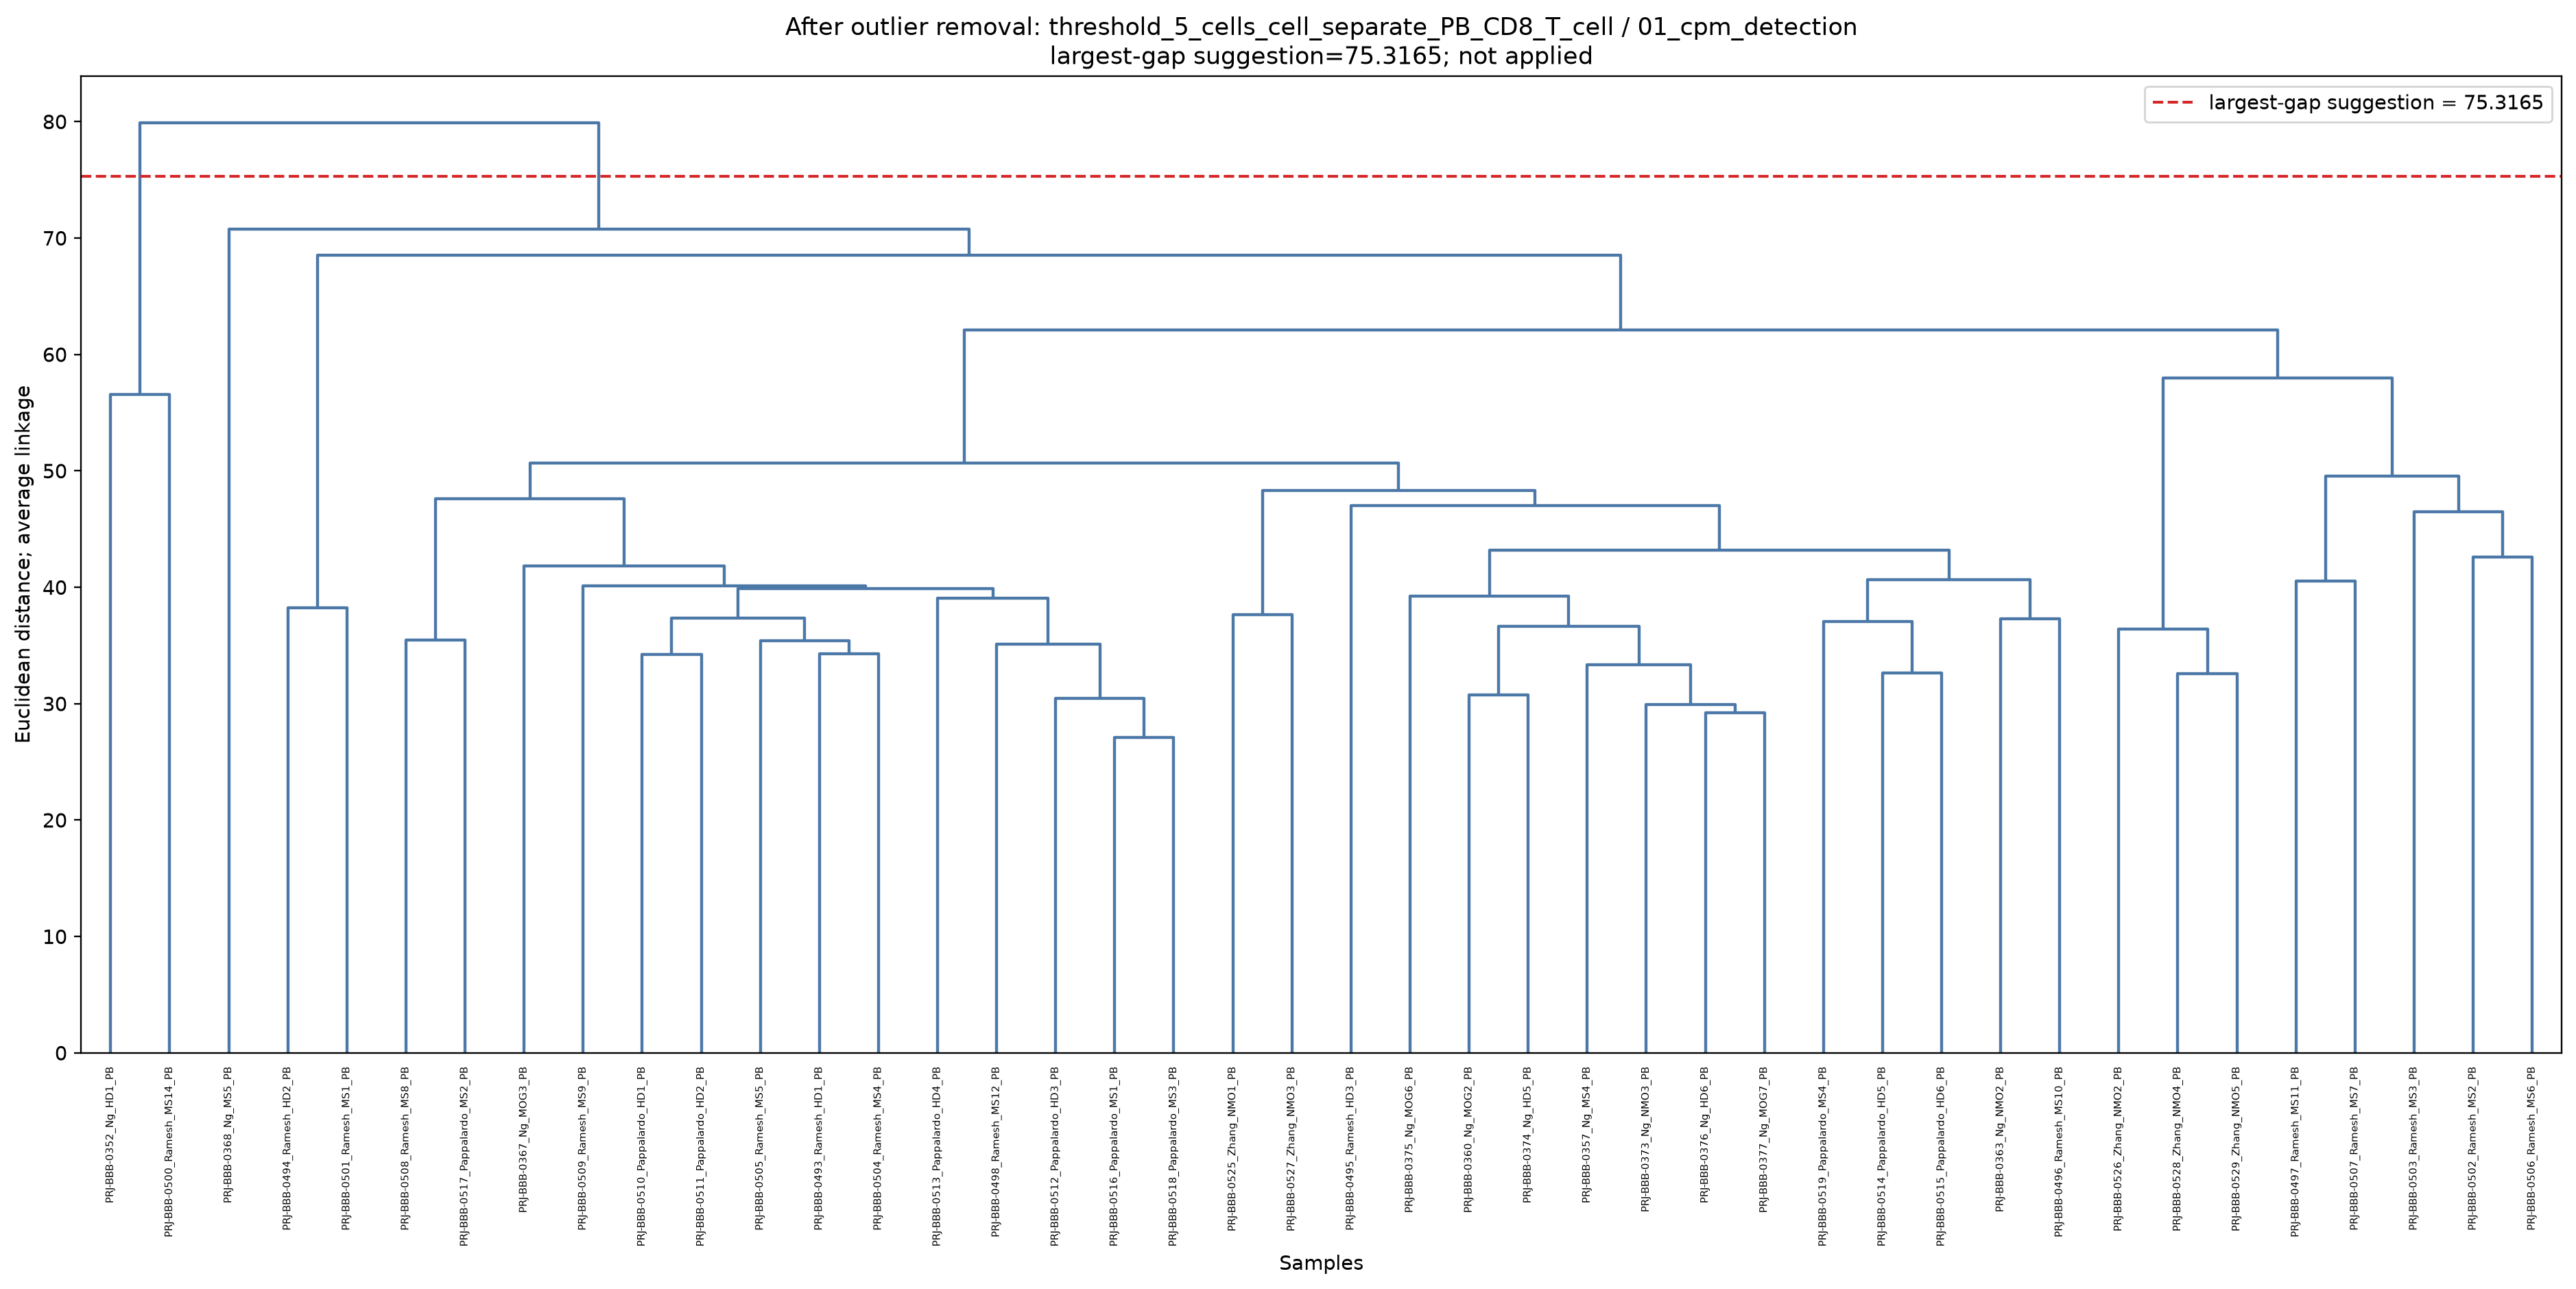 After outlier removal: threshold_5_cells_cell_separate_PB_CD8_T_cell / 01_cpm_detection
largest-gap suggestion=75.3165; not applied
largest-gap suggestion = 75.3165
Euclidean distance; average linkage
80
70
60
50
40
30
20
10
0
PRJ-BBB-0352_Ng_HD1_PB
PRJ-BBB-0500_Ramesh_MS14_PB
PRJ-BBB-0368_Ng_MS5_PB
PRJ-BBB-0494_Ramesh_HD2_PB
PRJ-BBB-0501_Ramesh_MS1_PB
PRJ-BBB-0508_Ramesh_MS8_PB
PRJ-BBB-0517_Pappalardo_MS2_PB
PRJ-BBB-0367_Ng_MOG3_PB
PRJ-BBB-0509_Ramesh_MS9_PB
PRJ-BBB-0510_Pappalardo_HD1_PB
PRJ-BBB-0511_Pappalardo_HD2_PB
PRJ-BBB-0505_Ramesh_MS5_PB
PRJ-BBB-0493_Ramesh_HD1_PB
PRJ-BBB-0504_Ramesh_MS4_PB
PRJ-BBB-0513_Pappalardo_HD4_PB
PRJ-BBB-0498_Ramesh_MS12_PB
PRJ-BBB-0512_Pappalardo_HD3_PB
PRJ-BBB-0516_Pappalardo_MS1_PB
PRJ-BBB-0518_Pappalardo_MS3_PB
PRJ-BBB-0525_Zhang_NMO1_PB
PRJ-BBB-0527_Zhang_NMO3_PB
PRJ-BBB-0495_Ramesh_HD3_PB
PRJ-BBB-0375_Ng_MOG6_PB
PRJ-BBB-0360_Ng_MOG2_PB
PRJ-BBB-0374_Ng_HD5_PB
PRJ-BBB-0357_Ng_MS4_PB
PRJ-BBB-0373_Ng_NMO3_PB
PRJ-BBB-0376_Ng_HD6_PB
PRJ-BBB-0377_Ng_MOG7_PB
PRJ-BBB-0519_Pappalardo_MS4_PB
PRJ-BBB-0514_Pappalardo_HD5_PB
PRJ-BBB-0515_Pappalardo_HD6_PB
PRJ-BBB-0363_Ng_NMO2_PB
PRJ-BBB-0496_Ramesh_MS10_PB
PRJ-BBB-0526_Zhang_NMO2_PB
PRJ-BBB-0528_Zhang_NMO4_PB
PRJ-BBB-0529_Zhang_NMO5_PB
PRJ-BBB-0497_Ramesh_MS11_PB
PRJ-BBB-0507_Ramesh_MS7_PB
PRJ-BBB-0503_Ramesh_MS3_PB
PRJ-BBB-0502_Ramesh_MS2_PB
PRJ-BBB-0506_Ramesh_MS6_PB
Samples